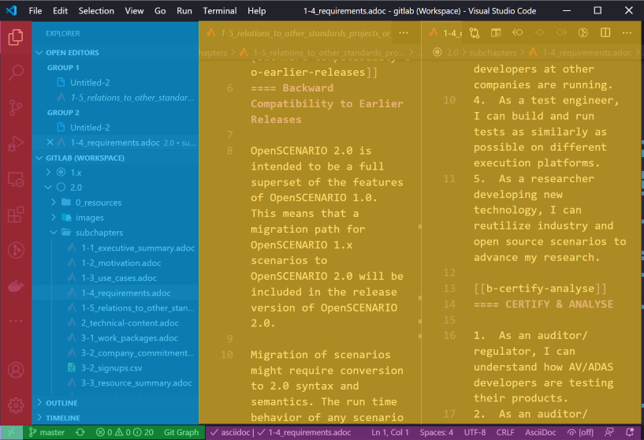 File Edit Selection View Go Run Terminal Help 1-4_requirements.adoc - gitlab (Workspace) - Visual Studio Code
EXPLORER
OPEN EDITORS
GROUP 1
Untitled-2
1-5_relations_to_other_standar...
GROUP 2
Untitled-2
1-4_requirements.adoc 2.0 • su...
GITLAB (WORKSPACE)
1.x
2.0
0_resources
images
subchapters
1-1_executive_summary.adoc
1-2_motivation.adoc
1-3_use_cases.adoc
1-4_requirements.adoc
1-5_relations_to_other_stan...
2_technical-content.adoc
3-1_work_packages.adoc
3-2_company_commitment...
3-2_signups.csv
3-3_resource_summary.adoc
OUTLINE
TIMELINE
1-5_relations_to_other_standards_projects_or
hapters > 1-5_relations_to_other_standards_pro...
o-earlier-releases]]
6 ==== Backward
Compatibility to Earlier
Releases
7
8 OpenSCENARIO 2.0 is
intended to be a full
superset of the features
of OpenSCENARIO 1.0.
This means that a
migration path for
OpenSCENARIO 1.x
scenarios to
OpenSCENARIO 2.0 will be
included in the release
version of OpenSCENARIO
2.0.
9
10 Migration of scenarios
might require conversion
to 2.0 syntax and
semantics. The run time
behavior of any scenario
1-4_r
2.0 > subchapters > 1-4_requirements.adoc
developers at other
companies are running.
10 4. As a test engineer,
I can build and run
tests as similarly as
possible on different
execution platforms.
11 5. As a researcher
developing new
technology, I can
reutilize industry and
open source scenarios to
advance my research.
12
13 [[b-certify-analyse]]
14 ==== CERTIFY & ANALYSE
15
16 1. As an auditor/
regulator, I can
understand how AV/ADAS
developers are testing
their products.
17 2. As an auditor/
master 0 0 20 Git Graph asciidoc | 1-4_requirements.adoc Ln 1, Col 1 Spaces: 4 UTF-8 CRLF AsciiDoc [off]